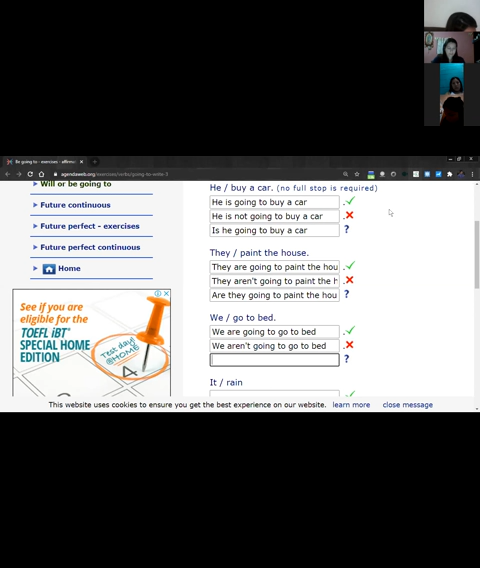 Be going to - exercises - affirma
agendaweb.org/exercises/verbs/going-to-write-3
Will or be going to
Future continuous
Future perfect - exercises
Future perfect continuous
Home
See if you are
eligible for the
TOEFL iBT®
SPECIAL HOME
EDITION
Test day!
@HOME
He / buy a car. (no full stop is required)
He is going to buy a car
.
He is not going to buy a car
.
Is he going to buy a car
?
They / paint the house.
They are going to paint the hou
.
They aren't going to paint the h
.
Are they going to paint the hou
?
We / go to bed.
We are going to go to bed
.
We aren't going to go to bed
.
?
It / rain
This website uses cookies to ensure you get the best experience on our website. learn more close message